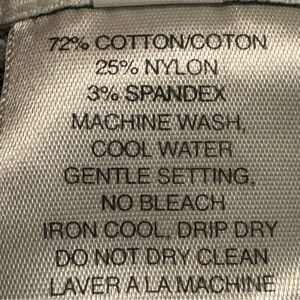 72% COTTON/COTON
25% NYLON
3% SPANDEX
MACHINE WASH,
COOL WATER
GENTLE SETTING,
NO BLEACH
IRON COOL, DRIP DRY
DO NOT DRY CLEAN
LAVER A LA MACHINE